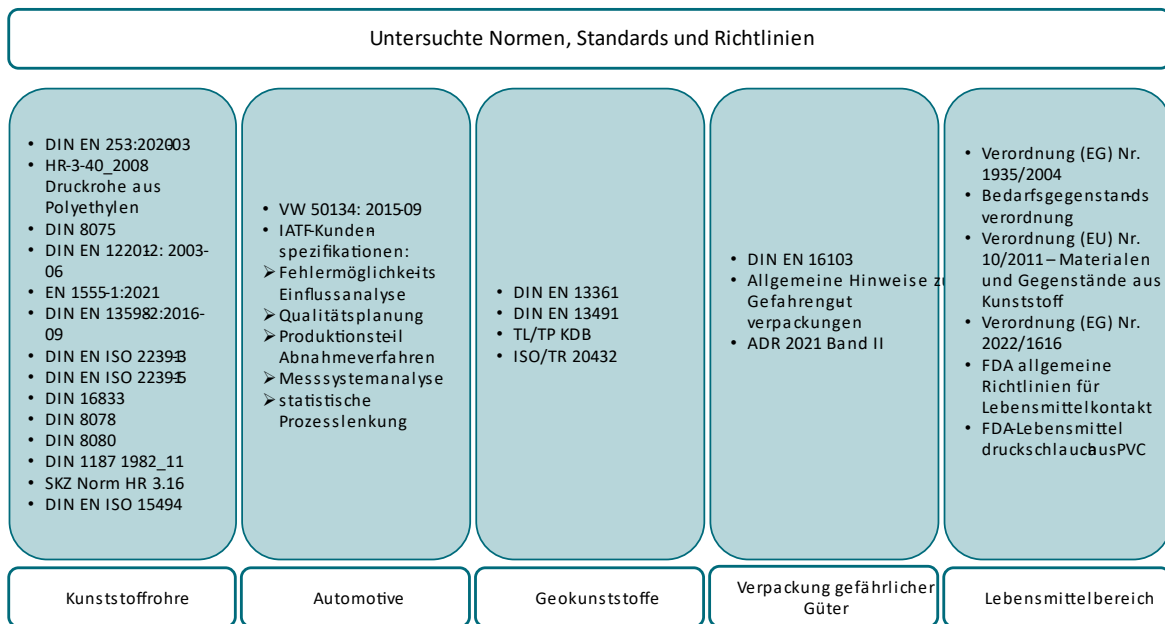 Untersuchte Normen, Standards und Richtlinien
• DIN EN 253:2020-03
• HR-3-40_2008
Druckrohe aus
Polyethylen
• DIN 8075
• DIN EN 12201-2: 2003-
06
• EN 1555-1:2021
• DIN EN 13598-2:2016-
09
• DIN EN ISO 22391-3
• DIN EN ISO 22391-5
• DIN 16833
• DIN 8078
• DIN 8080
• DIN 1187 1982_11
• SKZ Norm HR 3.16
• DIN EN ISO 15494
Kunststoffrohre
• VW 50134: 2015-09
• IATF-Kunden
spezifikationen:
➢ Fehlermöglichkeits
Einflussanalyse
➢ Qualitätsplanung
➢ Produktionsteil
Abnahmeverfahren
➢ Messsystemanalyse
➢ statistische
Prozesslenkung
Automotive
• DIN EN 13361
• DIN EN 13491
• TL/TP KDB
• ISO/TR 20432
Geokunststoffe
• DIN EN 16103
• Allgemeine Hinweise zu
Gefahrengut
verpackungen
• ADR 2021 Band II
Verpackung gefährlicher
Güter
• Verordnung (EG) Nr.
1935/2004
• Bedarfsgegenstands
verordnung
• Verordnung (EU) Nr.
10/2011 – Materialen
und Gegenstände aus
Kunststoff
• Verordnung (EG) Nr.
2022/1616
• FDA allgemeine
Richtlinien für
Lebensmittelkontakt
• FDA-Lebensmittel
druckschlauch aus PVC
Lebensmittelbereich